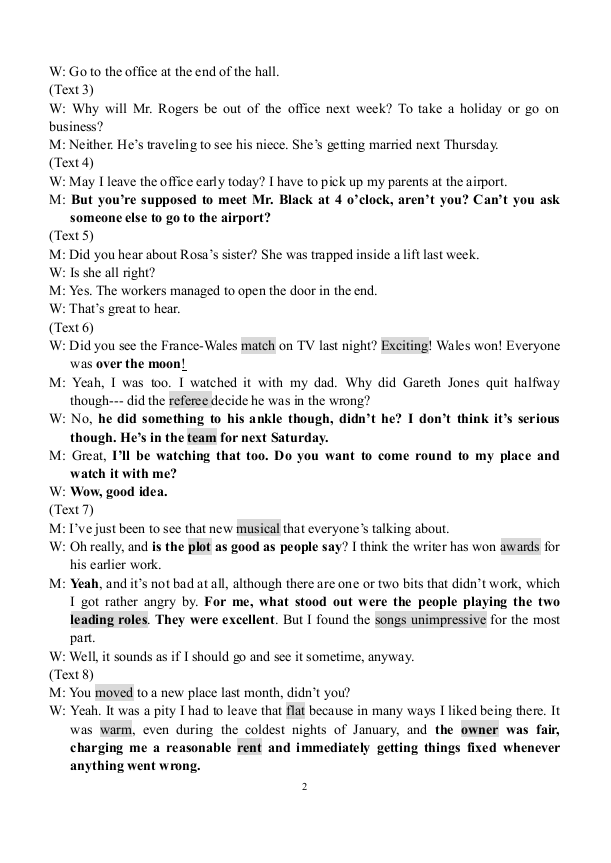 W: Go to the office at the end of the hall.
(Text 3)
W: Why will Mr. Rogers be out of the office next week? To take a holiday or go on
business?
M: Neither. He’s traveling to see his niece. She’s getting married next Thursday.
(Text 4)
W: May I leave the office early today? I have to pick up my parents at the airport.
M: But you’re supposed to meet Mr. Black at 4 o’clock, aren’t you? Can’t you ask
someone else to go to the airport?
(Text 5)
M: Did you hear about Rosa’s sister? She was trapped inside a lift last week.
W: Is she all right?
M: Yes. The workers managed to open the door in the end.
W: That’s great to hear.
(Text 6)
W: Did you see the France-Wales match on TV last night? Exciting! Wales won! Everyone
was over the moon!
M: Yeah, I was too. I watched it with my dad. Why did Gareth Jones quit halfway
though--- did the referee decide he was in the wrong?
W: No, he did something to his ankle though, didn’t he? I don’t think it’s serious
though. He’s in the team for next Saturday.
M: Great, I’ll be watching that too. Do you want to come round to my place and
watch it with me?
W: Wow, good idea.
(Text 7)
M: I’ve just been to see that new musical that everyone’s talking about.
W: Oh really, and is the plot as good as people say? I think the writer has won awards for
his earlier work.
M: Yeah, and it’s not bad at all, although there are one or two bits that didn’t work, which
I got rather angry by. For me, what stood out were the people playing the two
leading roles. They were excellent. But I found the songs unimpressive for the most
part.
W: Well, it sounds as if I should go and see it sometime, anyway.
(Text 8)
M: You moved to a new place last month, didn’t you?
W: Yeah. It was a pity I had to leave that flat because in many ways I liked being there. It
was warm, even during the coldest nights of January, and the owner was fair,
charging me a reasonable rent and immediately getting things fixed whenever
anything went wrong.
2